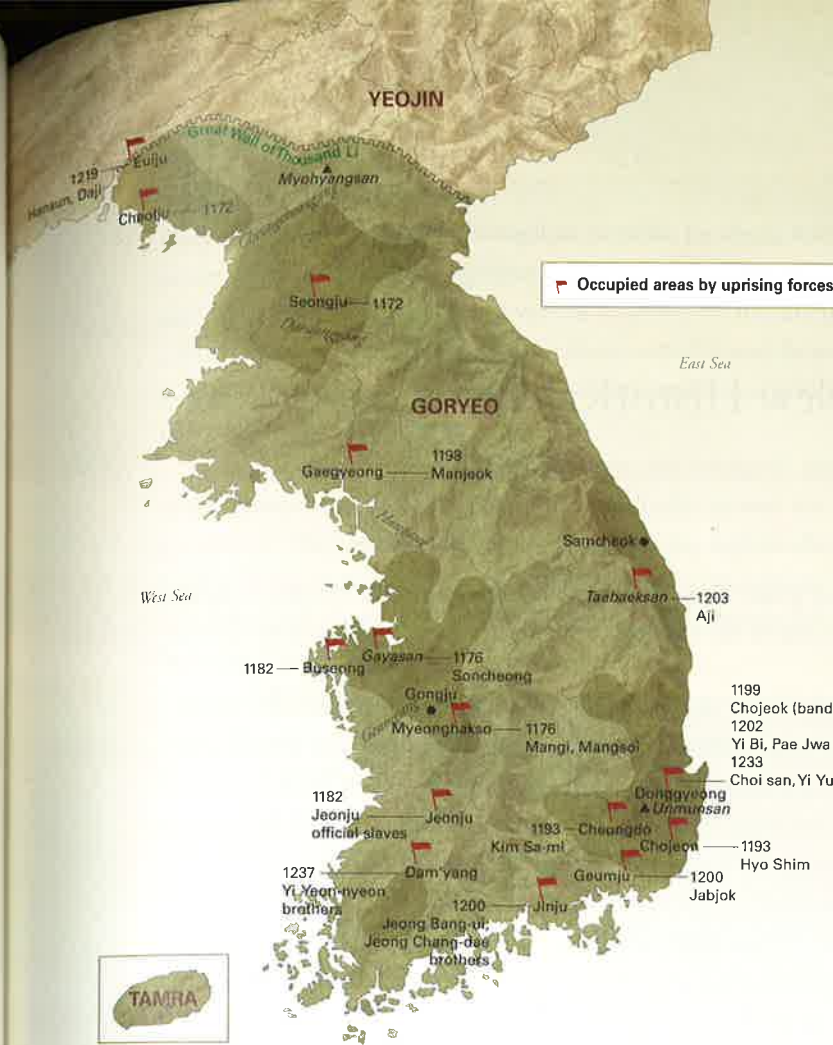 YEOJIN
Great Wall of Thousand Li
Euiju
1219
Hansun, Daji
Myohyangsan
Cheolju
1172
Seongju
1172
Occupied areas by uprising forces
East Sea
GORYEO
1198
Gaegyeong
Manjeok
Samcheok
West Sea
Taebaeksan
1203
Aji
1182
Buseong
Gayasan
1176
Soncheong
Gongju
Myeonghakso
1176
Mangi, Mangsoi
1199
Chojeok (band
1202
Yi Bi, Pae Jwa
1233
Choi san, Yi Yu
Donggyeong
Unmunsan
1182
Jeonju
official slaves
Jeonju
1193
Cheongdo
Kim Sa-mi
Chojeon
1193
Hyo Shim
1237
Yi Yeon-nyeon
brothers
Dam'yang
Geumju
1200
Jabjok
1200
Jinju
Jeong Bang-ui;
Jeong Chang-dae
brothers
TAMRA